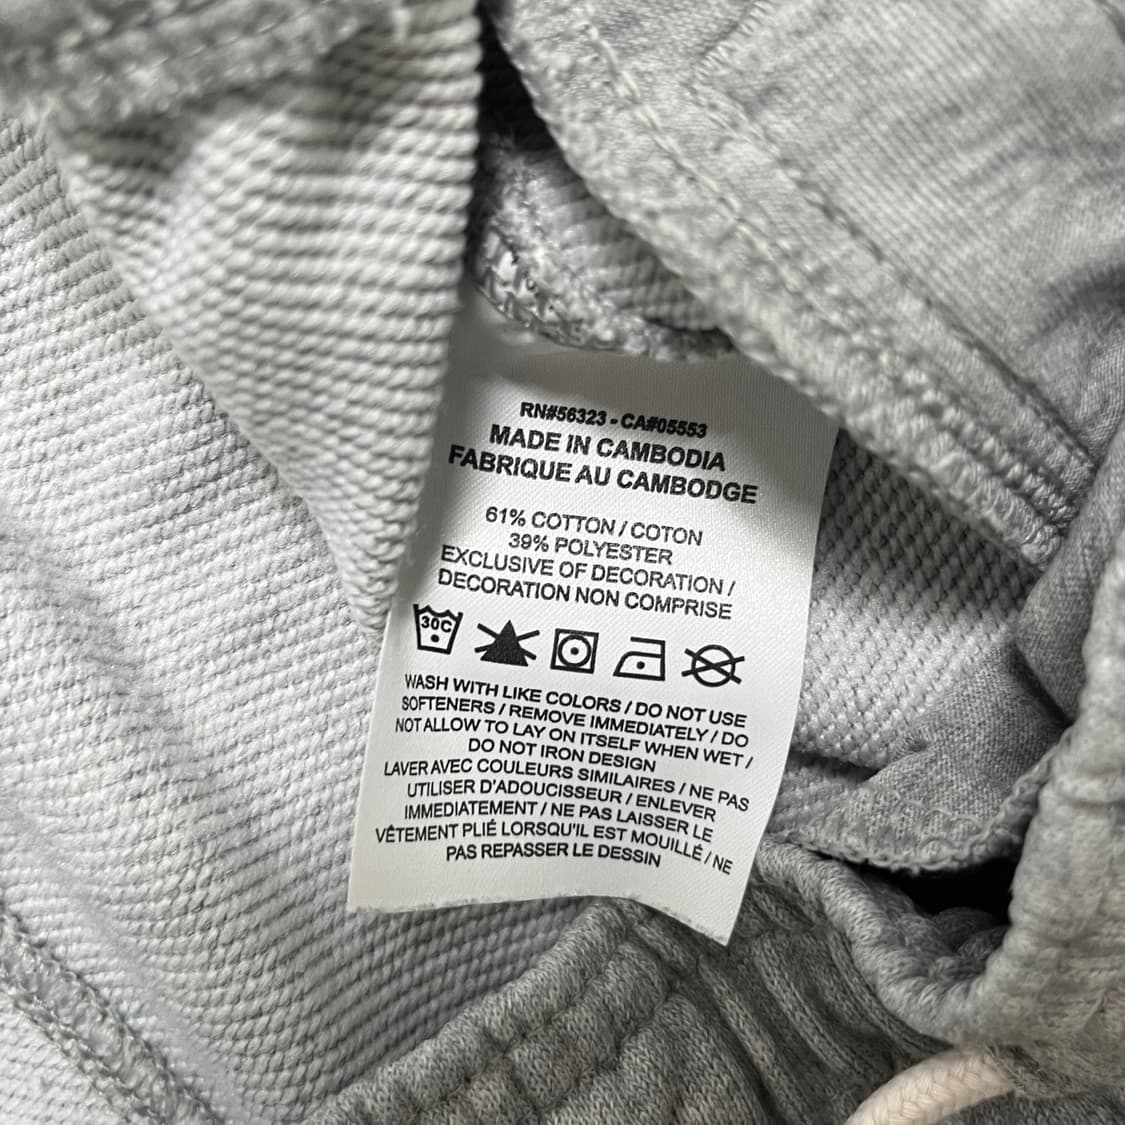 RN#56323 - CA#05553
MADE IN CAMBODIA
FABRIQUE AU CAMBODGE
61% COTTON / COTON
39% POLYESTER
EXCLUSIVE OF DECORATION /
DECORATION NON COMPRISE
30C
WASH WITH LIKE COLORS / DO NOT USE
SOFTENERS / REMOVE IMMEDIATELY / DO
NOT ALLOW TO LAY ON ITSELF WHEN WET /
DO NOT IRON DESIGN
LAVER AVEC COULEURS SIMILAIRES / NE PAS
UTILISER D'ADOUCISSEUR / ENLEVER
IMMEDIATEMENT / NE PAS LAISSER LE
VÊTEMENT PLIÉ LORSQU'IL EST MOUILLÉ / NE
PAS REPASSER LE DESSIN